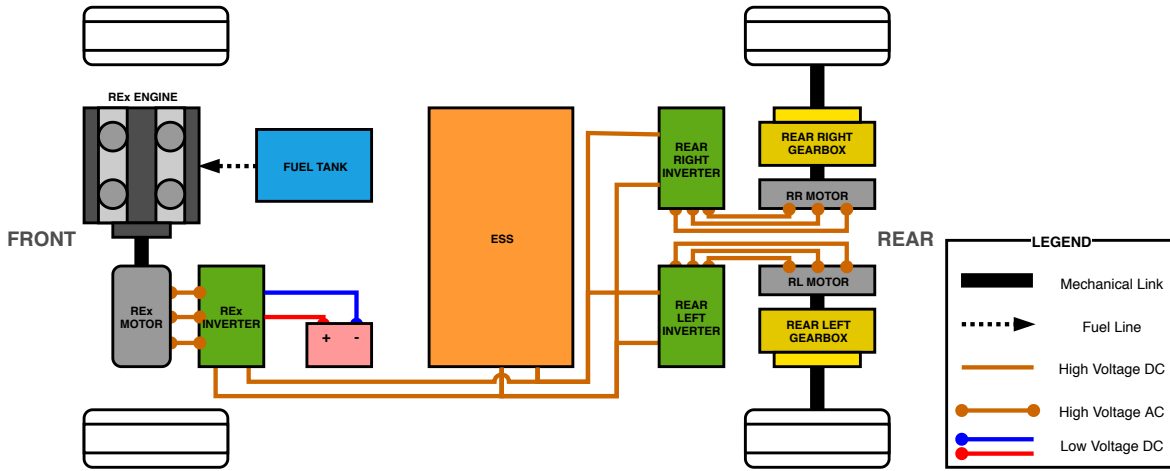 REx ENGINE
FUEL TANK
FRONT
REx
MOTOR
REx
INVERTER
+ -
ESS
REAR
RIGHT
INVERTER
REAR
LEFT
INVERTER
REAR RIGHT
GEARBOX
RR MOTOR
RL MOTOR
REAR LEFT
GEARBOX
REAR
LEGEND
Mechanical Link
Fuel Line
High Voltage DC
High Voltage AC
Low Voltage DC